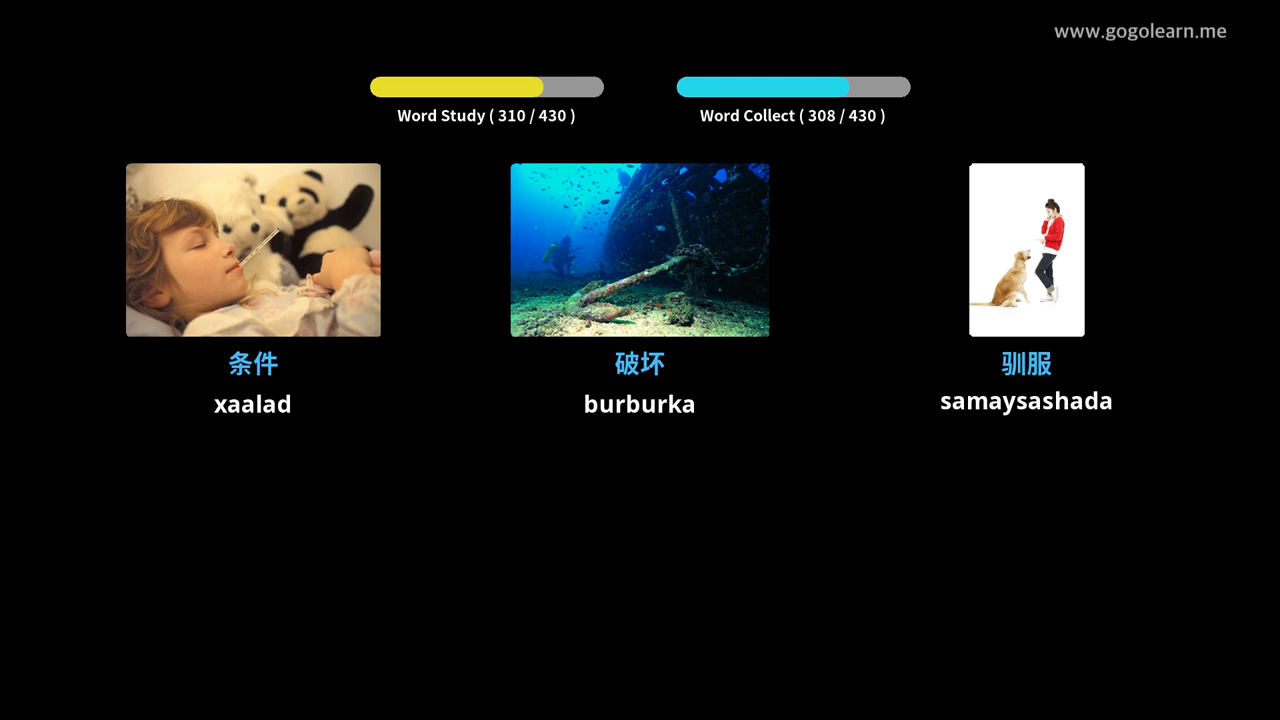 www.gogolearn.me
Word Study ( 310 / 430 )
Word Collect ( 308 / 430 )
条件
破坏
驯服
xaalad
burburka
samaysashada